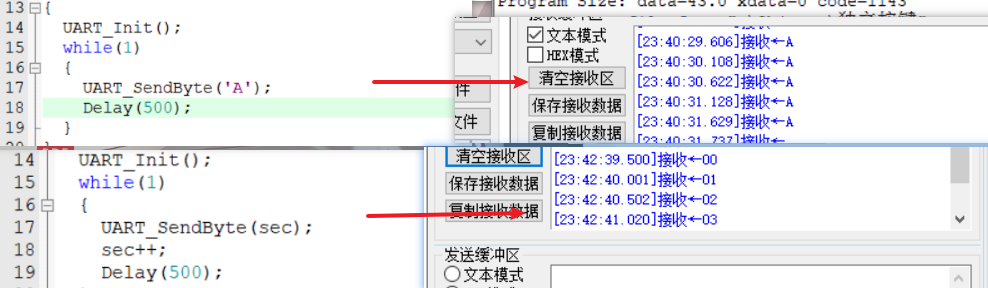 Program Size: data=43.0 xdata=0 code=1143
13 {
14 UART_Init();
15 while(1)
16 {
17 UART_SendByte('A');
18 Delay(500);
19 }
件
文件
接收缓冲区
文本模式
HEX模式
清空接收区
保存接收数据
复制接收数据
[23:40:29.606]接收←A
[23:40:30.108]接收←A
[23:40:30.622]接收←A
[23:40:31.128]接收←A
[23:40:31.629]接收←A
14 UART_Init();
15 while(1)
16 {
17 UART_SendByte(sec);
18 sec++;
19 Delay(500);
清空接收区
保存接收数据
复制接收数据
[23:42:39.500]接收←00
[23:42:40.001]接收←01
[23:42:40.502]接收←02
[23:42:41.020]接收←03
发送缓冲区
文本模式